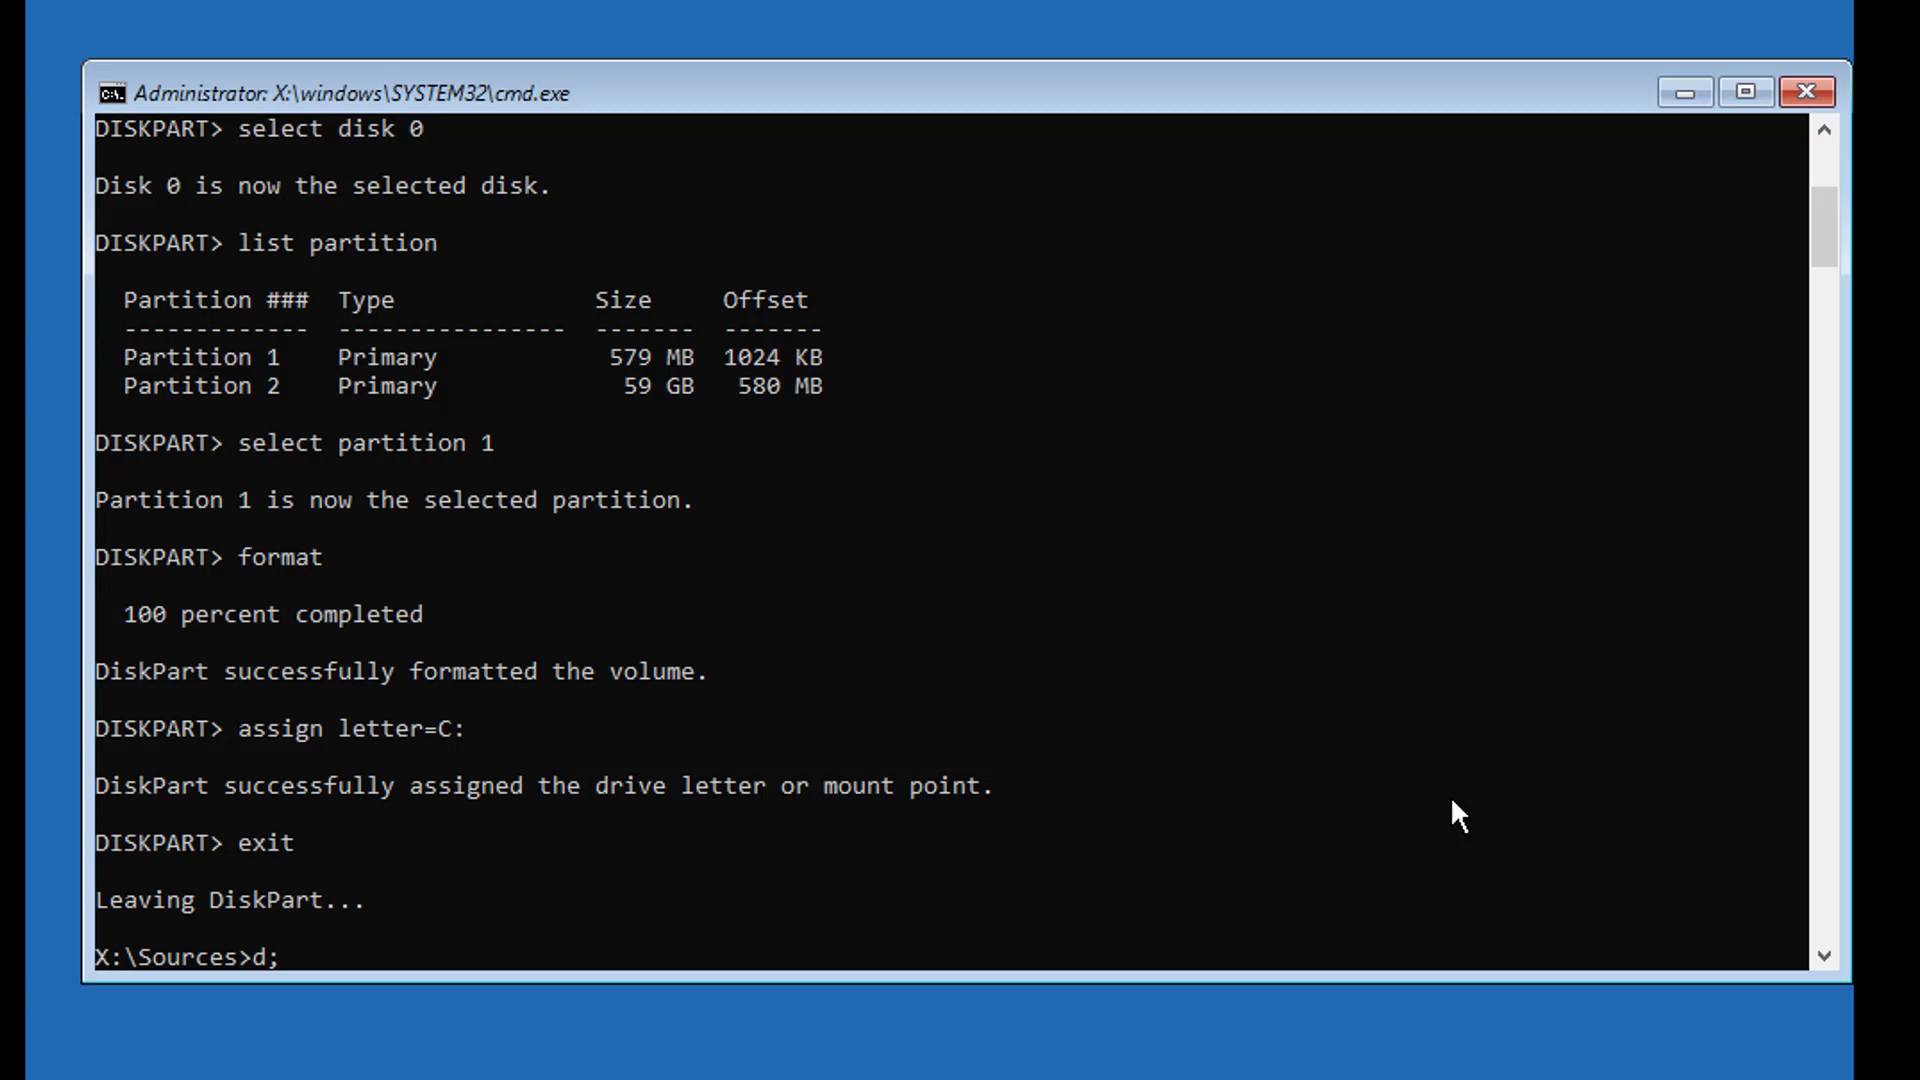 Administrator: X:\windows\SYSTEM32\cmd.exe
DISKPART> select disk 0
Disk 0 is now the selected disk.
DISKPART> list partition
  Partition ###  Type              Size     Offset
  -------------  ----------------  -------  -------
  Partition 1    Primary            579 MB  1024 KB
  Partition 2    Primary             59 GB   580 MB
DISKPART> select partition 1
Partition 1 is now the selected partition.
DISKPART> format
  100 percent completed
DiskPart successfully formatted the volume.
DISKPART> assign letter=C:
DiskPart successfully assigned the drive letter or mount point.
DISKPART> exit
Leaving DiskPart...
X:\Sources>d;